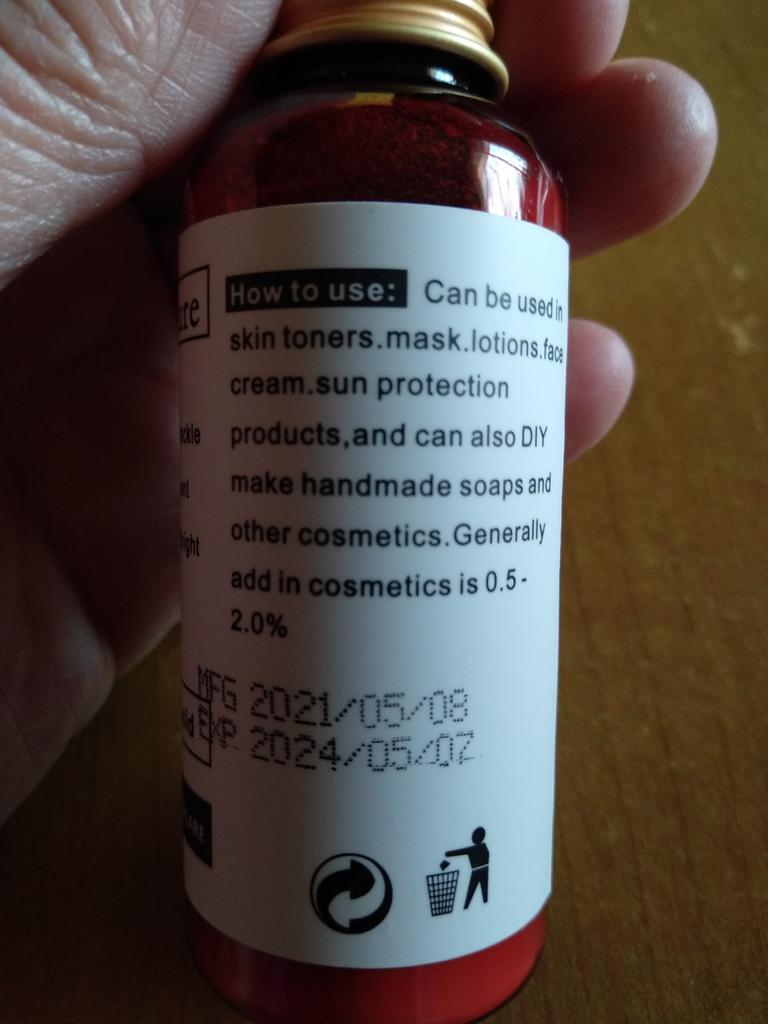 How to use: Can be used in
skin toners.mask.lotions.face
cream.sun protection
products,and can also DIY
make handmade soaps and
other cosmetics.Generally
add in cosmetics is 0.5-
2.0%
MFG 2021/05/08
EXP 2024/05/07